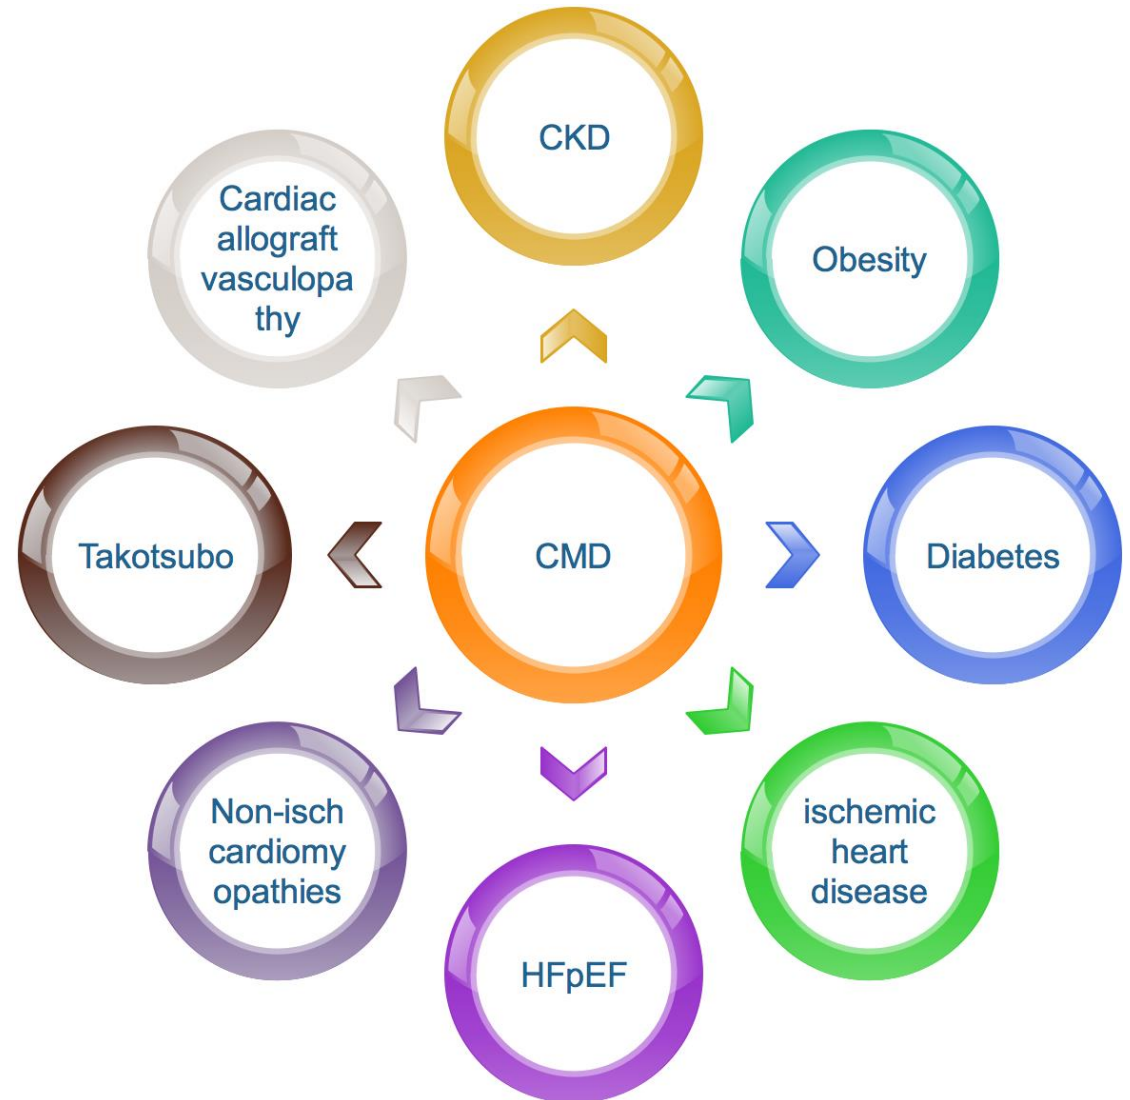 CKD
Cardiac
allograft
vasculopa
thy
Obesity
Takotsubo
CMD
Diabetes
Non-isch
cardiomy
opathies
ischemic
heart
disease
HFpEF